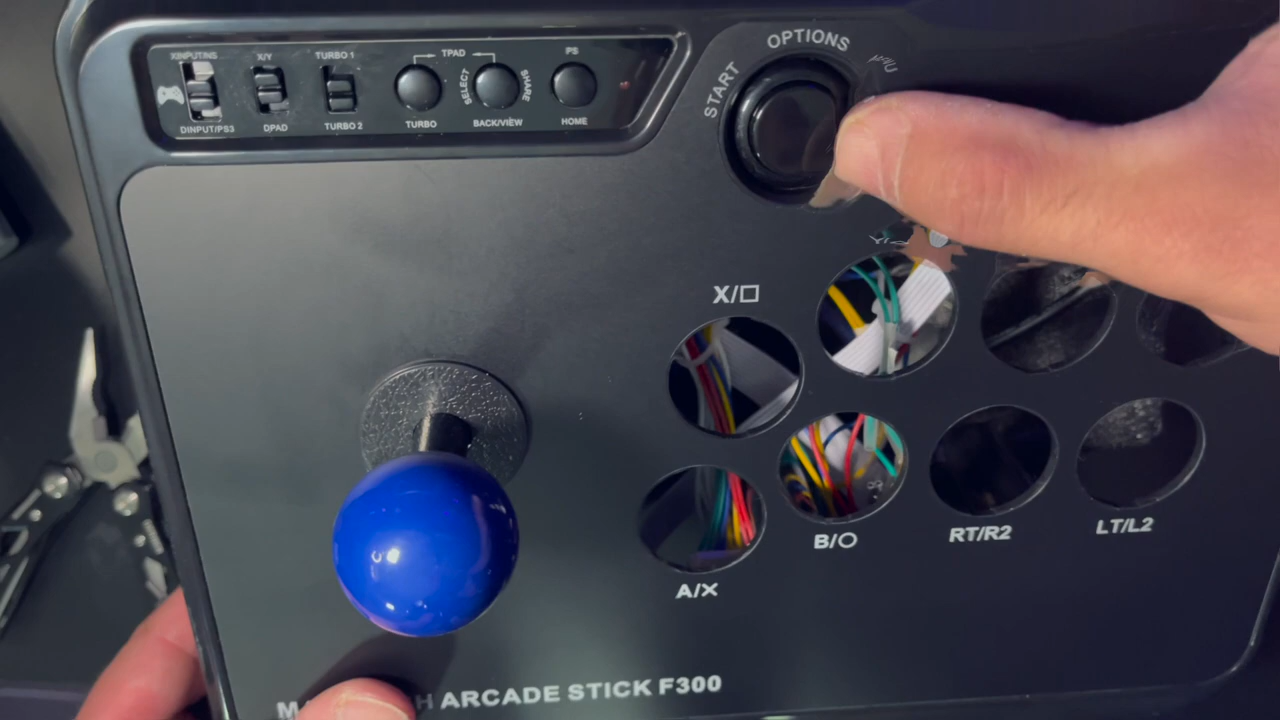 XINPUT/NS X/Y TURBO 1 TPAD PS
SELECT SHARE
DINPUT/PS3 DPAD TURBO 2 TURBO BACK/VIEW HOME
START OPTIONS
X/□
B/○ RT/R2 LT/L2
A/×
ARCADE STICK F300